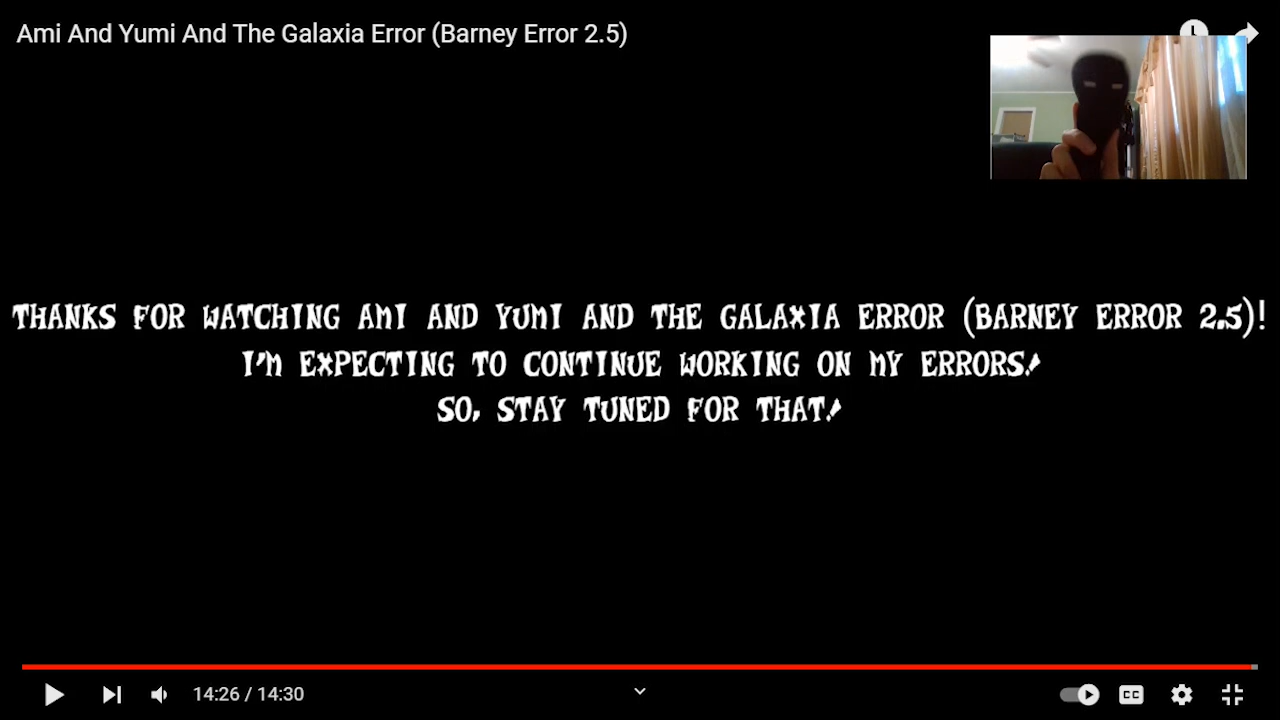 Ami And Yumi And The Galaxia Error (Barney Error 2.5)
THANKS FOR WATCHING AMI AND YUMI AND THE GALAXIA ERROR (BARNEY ERROR 2.5)!
I'M EXPECTING TO CONTINUE WORKING ON MY ERRORS!
SO, STAY TUNED FOR THAT!
14:26 / 14:30
CC